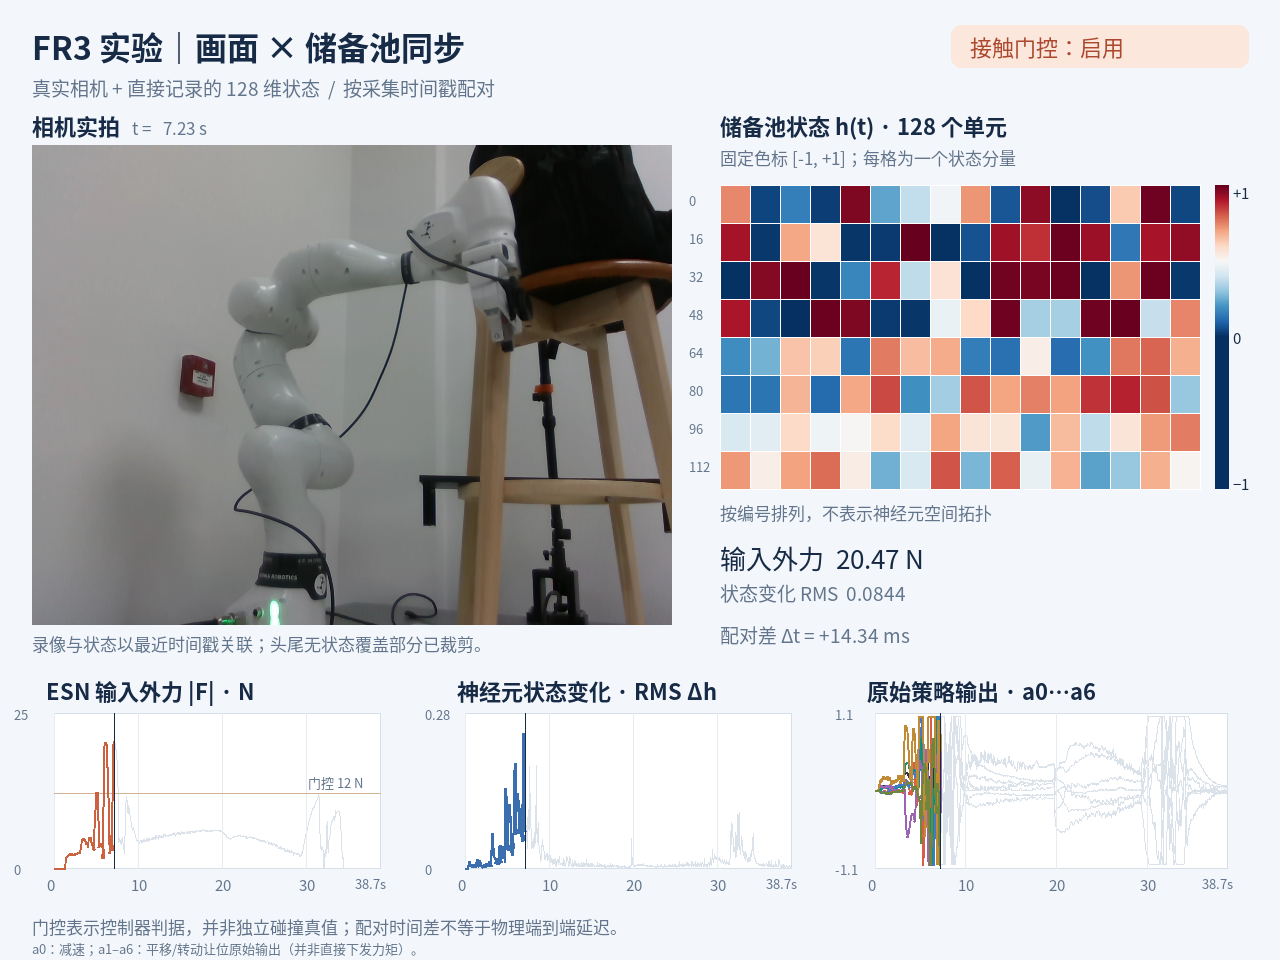 FR3 实验｜画面 × 储备池同步
接触门控：启用
真实相机 + 直接记录的 128 维状态 / 按采集时间戳配对
相机实拍 t = 7.23 s
储备池状态 h(t) · 128 个单元
固定色标 [-1, +1]；每格为一个状态分量
0
16
32
48
64
80
96
112
+1
0
−1
按编号排列，不表示神经元空间拓扑
输入外力 20.47 N
状态变化 RMS 0.0844
配对差 Δt = +14.34 ms
录像与状态以最近时间戳关联；头尾无状态覆盖部分已裁剪。
ESN 输入外力 |F| · N
25
门控 12 N
0
0 10 20 30 38.7s
神经元状态变化 · RMS Δh
0.28
0
0 10 20 30 38.7s
原始策略输出 · a0⋯a6
1.1
-1.1
0 10 20 30 38.7s
门控表示控制器判据，并非独立碰撞真值；配对时间差不等于物理端到端延迟。
a0：减速；a1–a6：平移/转动让位原始输出（并非直接下发力矩）。